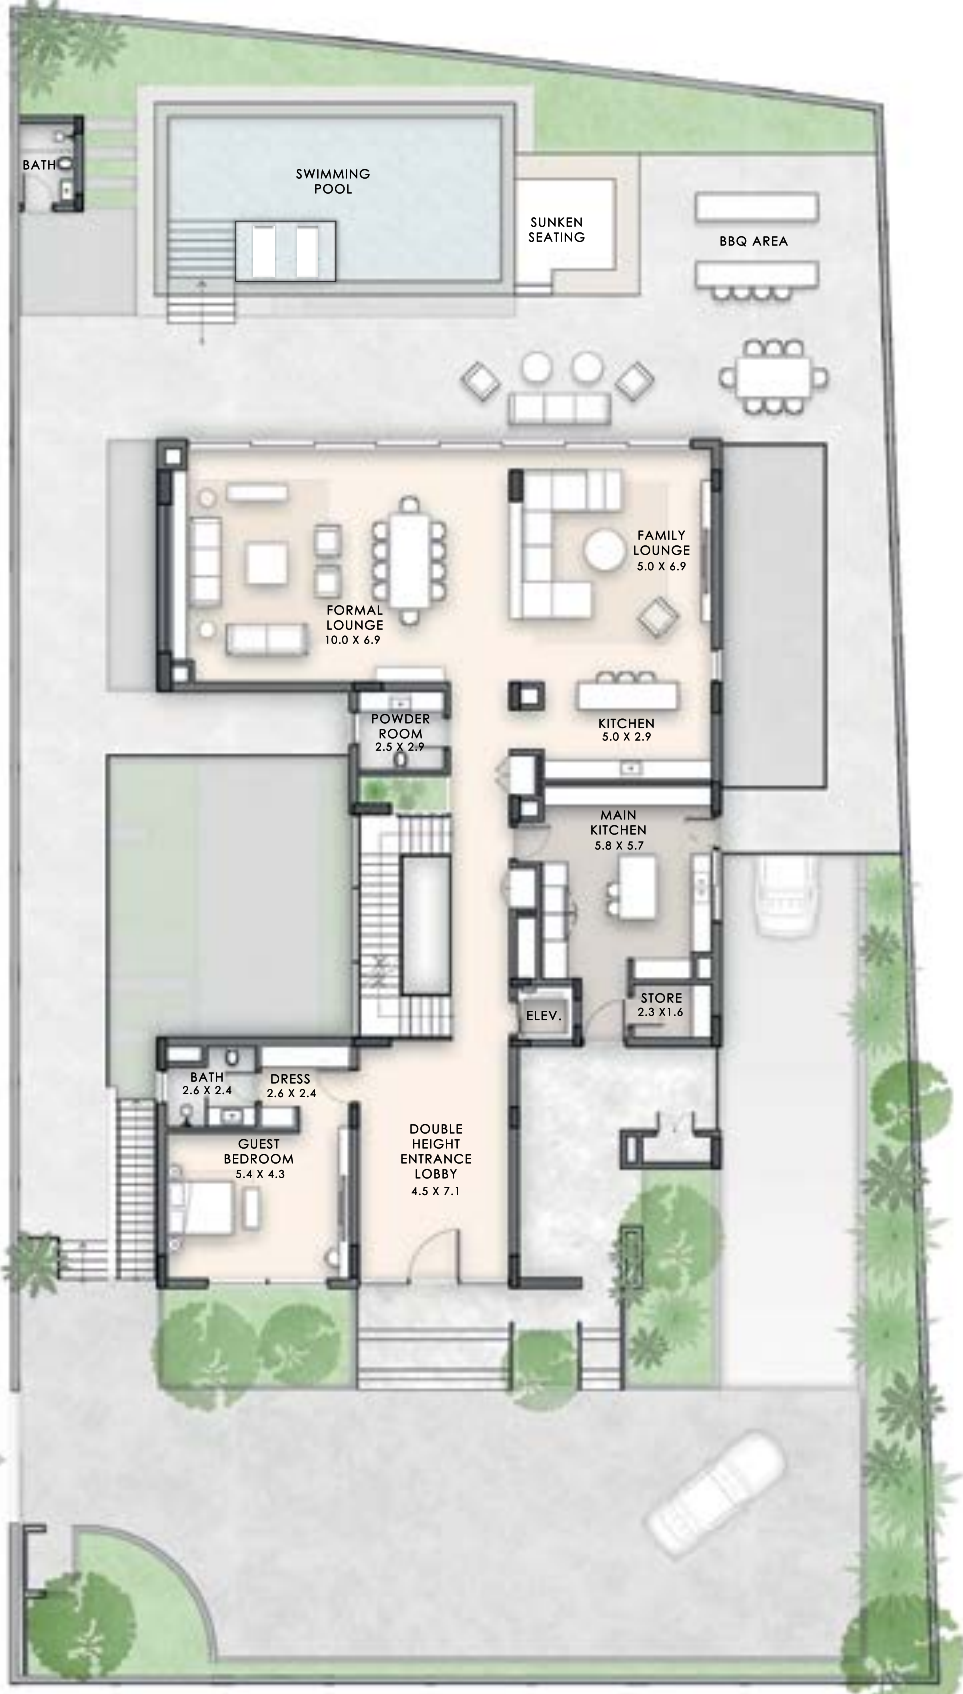 BATH
SWIMMING
POOL
SUNKEN
SEATING
BBQ AREA
FAMILY
LOUNGE
5.0 X 6.9
FORMAL
LOUNGE
10.0 X 6.9
POWDER
ROOM
2.5 X 2.9
KITCHEN
5.0 X 2.9
MAIN
KITCHEN
5.8 X 5.7
STORE
2.3 X1.6
ELEV.
BATH
2.6 X 2.4
DRESS
2.6 X 2.4
GUEST
BEDROOM
5.4 X 4.3
DOUBLE
HEIGHT
ENTRANCE
LOBBY
4.5 X 7.1